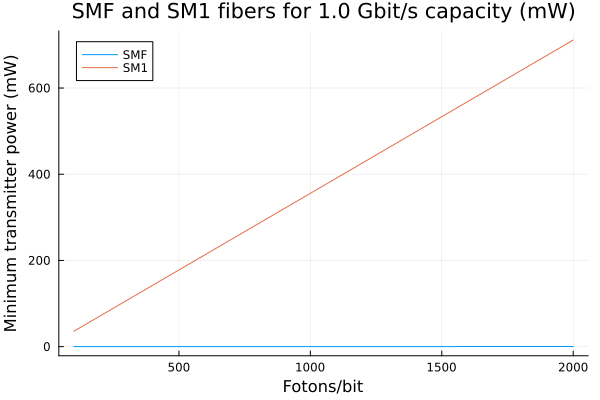 SMF and SM1 fibers for 1.0 Gbit/s capacity (mW)
SMF
SM1
Minimum transmitter power (mW)
600
400
200
0
500
1000
1500
2000
Fotons/bit